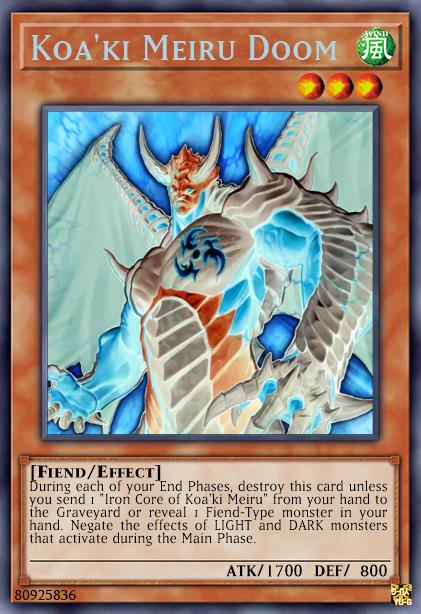 KOA'KI MEIRU DOOM
WIND
風
[FIEND/EFFECT]
During each of your End Phases, destroy this card unless
you send 1 "Iron Core of Koa'ki Meiru" from your hand to
the Graveyard or reveal 1 Fiend-Type monster in your
hand. Negate the effects of LIGHT and DARK monsters
that activate during the Main Phase.
ATK/1700 DEF/ 800
80925836